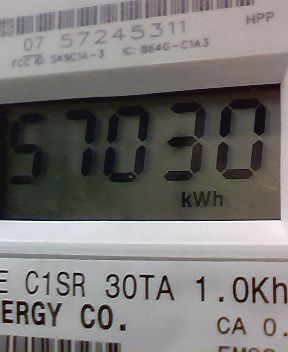 HPP
07 57245311
FCC ID: SK9C1A-3 IC: 864G-C1A3
57030
kWh
E C1SR 30TA 1.0Kh
ERGY CO.
CA 0.